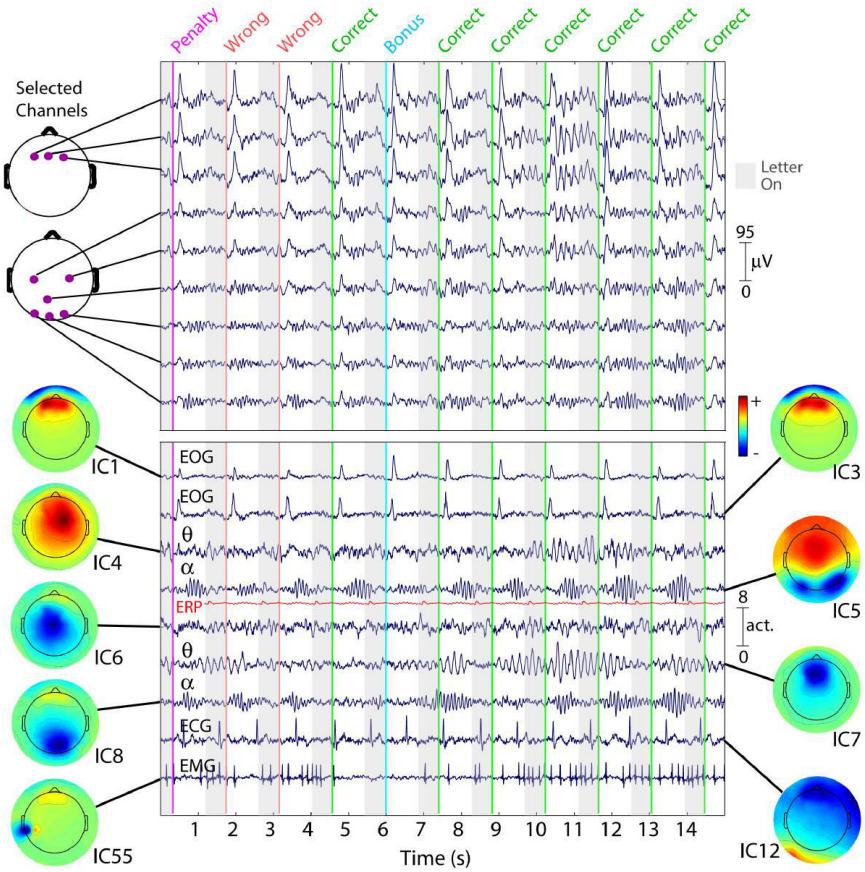 Penalty
Wrong
Wrong
Correct
Bonus
Correct
Correct
Correct
Correct
Correct
Correct
Selected
Channels
Letter
On
95
μV
0
+
-
IC1
EOG
IC3
EOG
IC4
θ
α
IC5
ERP
8
act.
0
IC6
θ
IC7
α
IC8
ECG
EMG
IC55
IC12
1 2 3 4 5 6 7 8 9 10 11 12 13 14
Time (s)